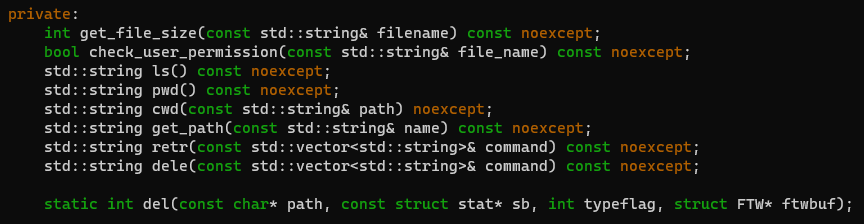 private:
    int get_file_size(const std::string& filename) const noexcept;
    bool check_user_permission(const std::string& file_name) const noexcept;
    std::string ls() const noexcept;
    std::string pwd() const noexcept;
    std::string cwd(const std::string& path) noexcept;
    std::string get_path(const std::string& name) const noexcept;
    std::string retr(const std::vector<std::string>& command) const noexcept;
    std::string dele(const std::vector<std::string>& command) const noexcept;

    static int del(const char* path, const struct stat* sb, int typeflag, struct FTW* ftwbuf);